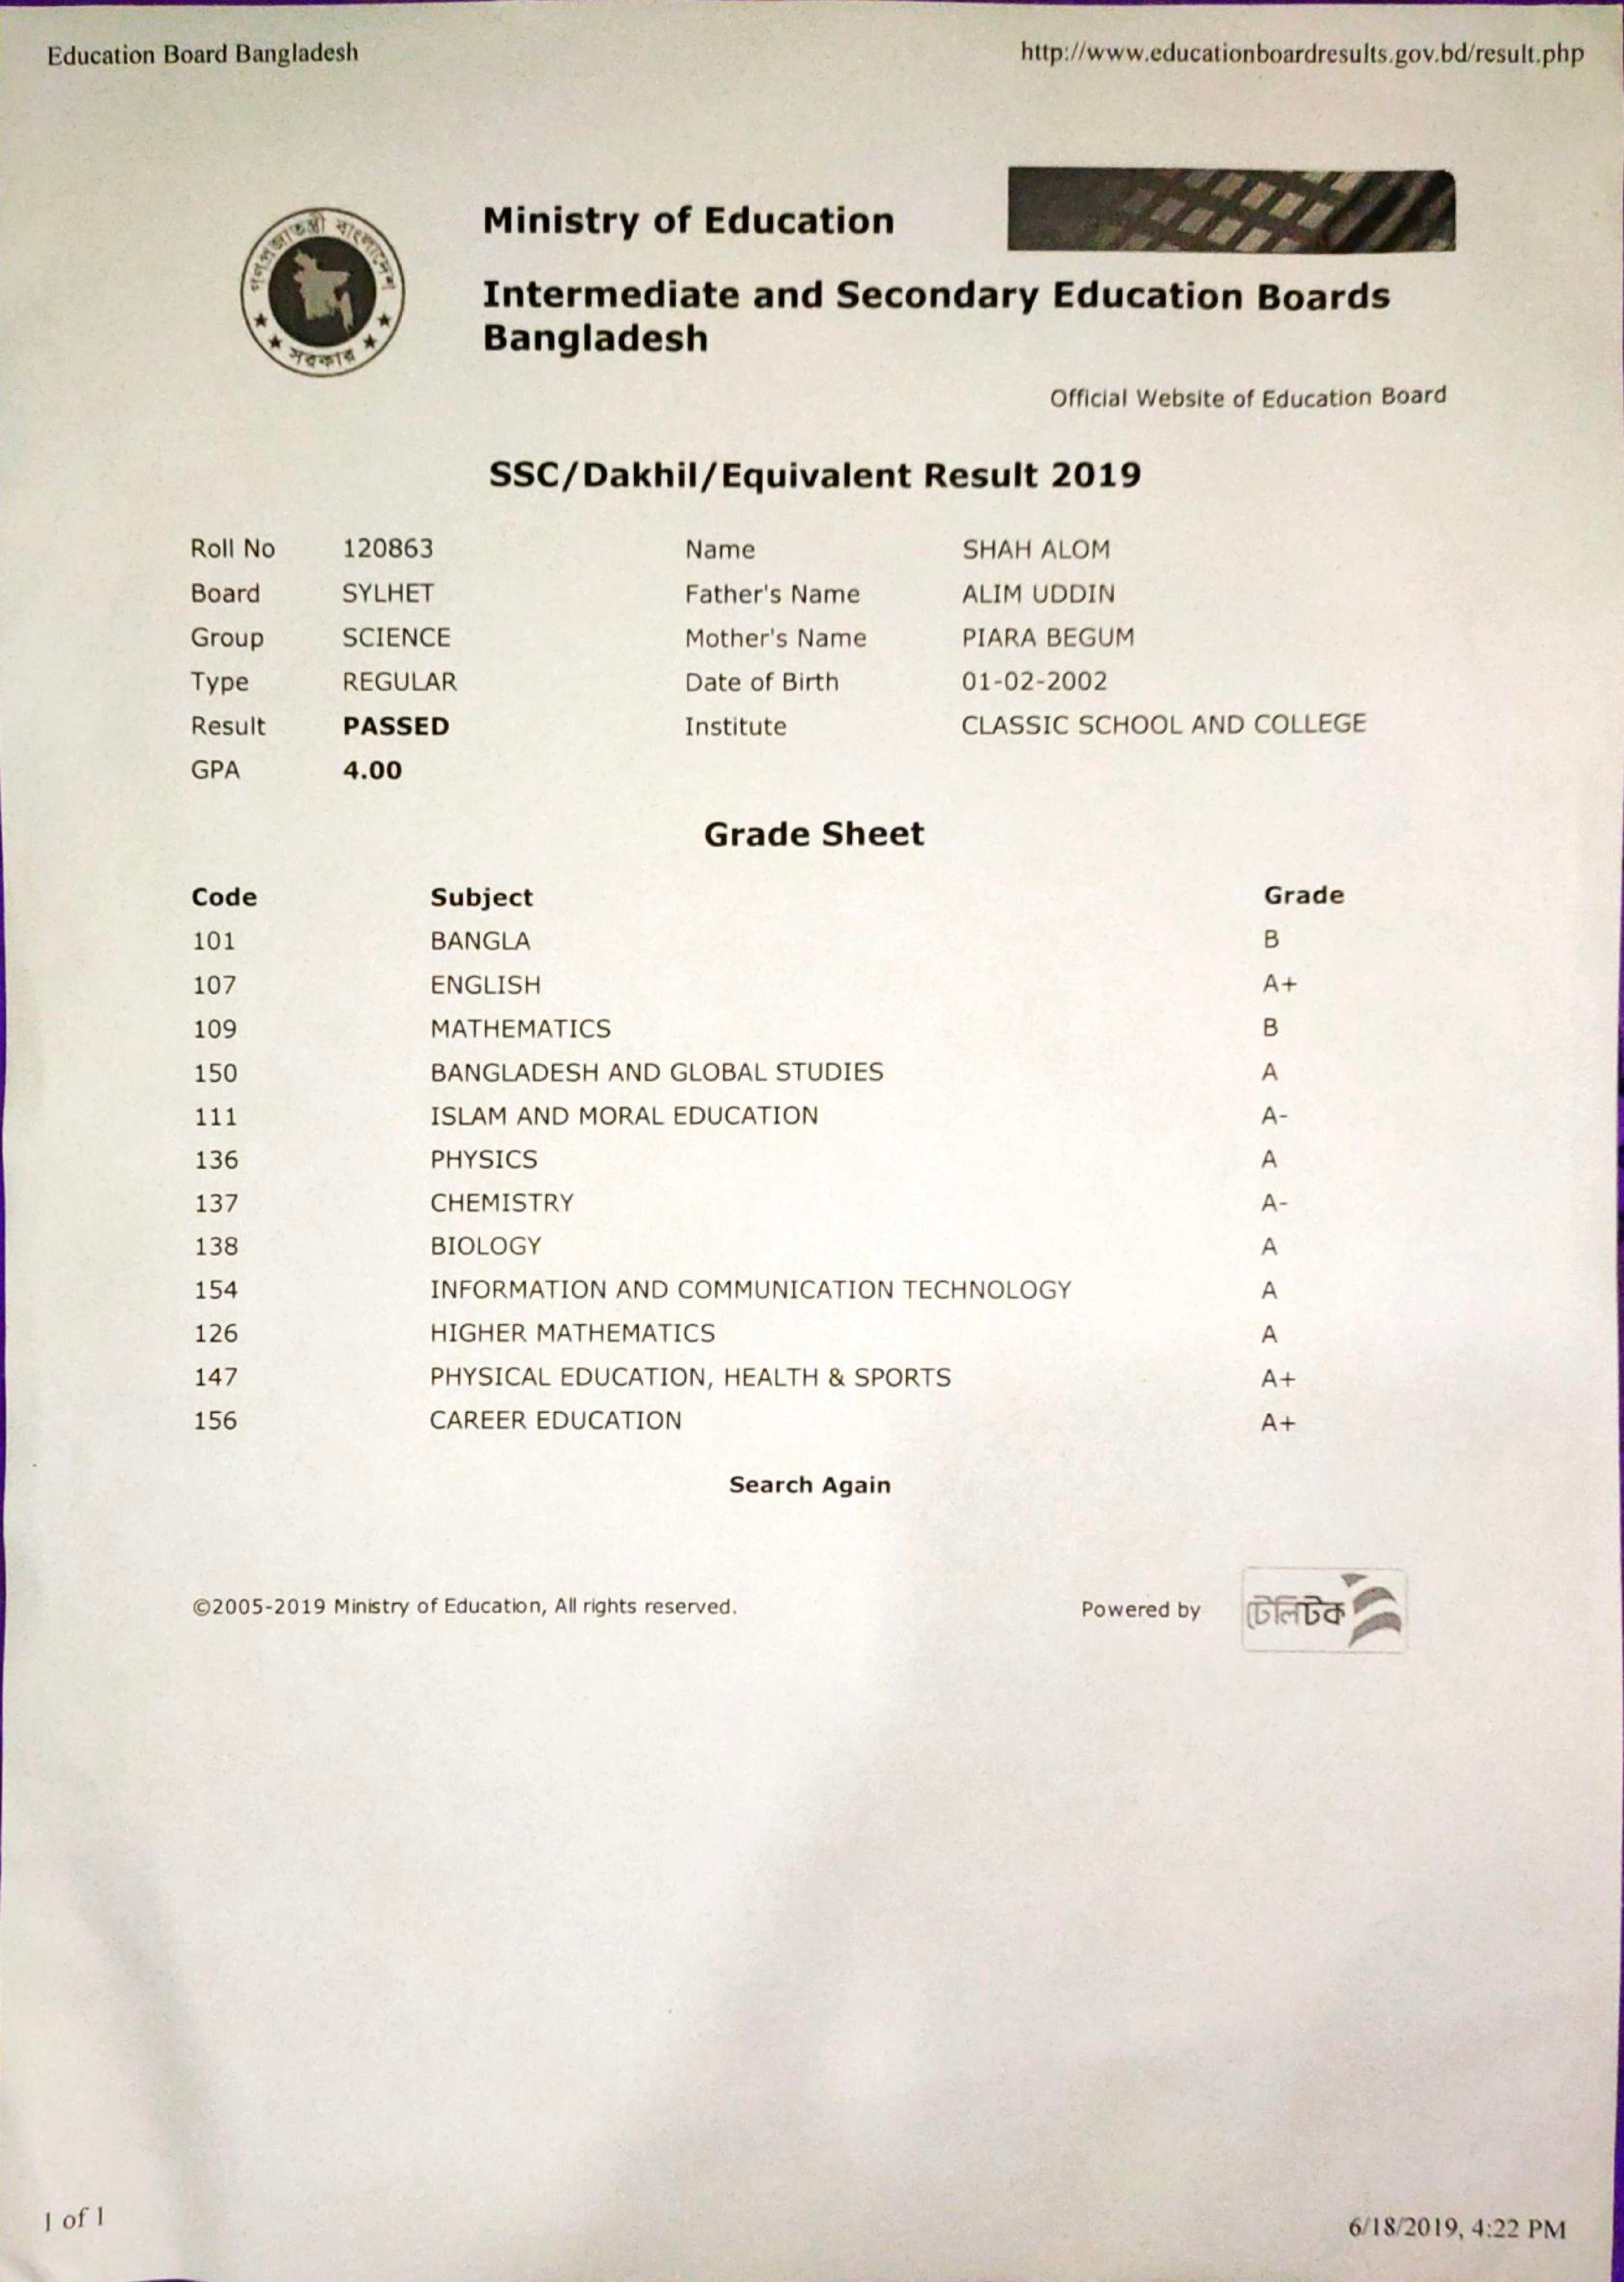 Education Board Bangladesh http://www.educationboardresults.gov.bd/result.php
গণপ্রজাতন্ত্রী বাংলাদেশ
সরকার
Ministry of Education
Intermediate and Secondary Education Boards
Bangladesh
Official Website of Education Board
SSC/Dakhil/Equivalent Result 2019
Roll No 120863 Name SHAH ALOM
Board SYLHET Father's Name ALIM UDDIN
Group SCIENCE Mother's Name PIARA BEGUM
Type REGULAR Date of Birth 01-02-2002
Result PASSED Institute CLASSIC SCHOOL AND COLLEGE
GPA 4.00
Grade Sheet
Code Subject Grade
101 BANGLA B
107 ENGLISH A+
109 MATHEMATICS B
150 BANGLADESH AND GLOBAL STUDIES A
111 ISLAM AND MORAL EDUCATION A-
136 PHYSICS A
137 CHEMISTRY A-
138 BIOLOGY A
154 INFORMATION AND COMMUNICATION TECHNOLOGY A
126 HIGHER MATHEMATICS A
147 PHYSICAL EDUCATION, HEALTH & SPORTS A+
156 CAREER EDUCATION A+
Search Again
©2005-2019 Ministry of Education, All rights reserved. Powered by টেলিটক
1 of 1 6/18/2019, 4:22 PM